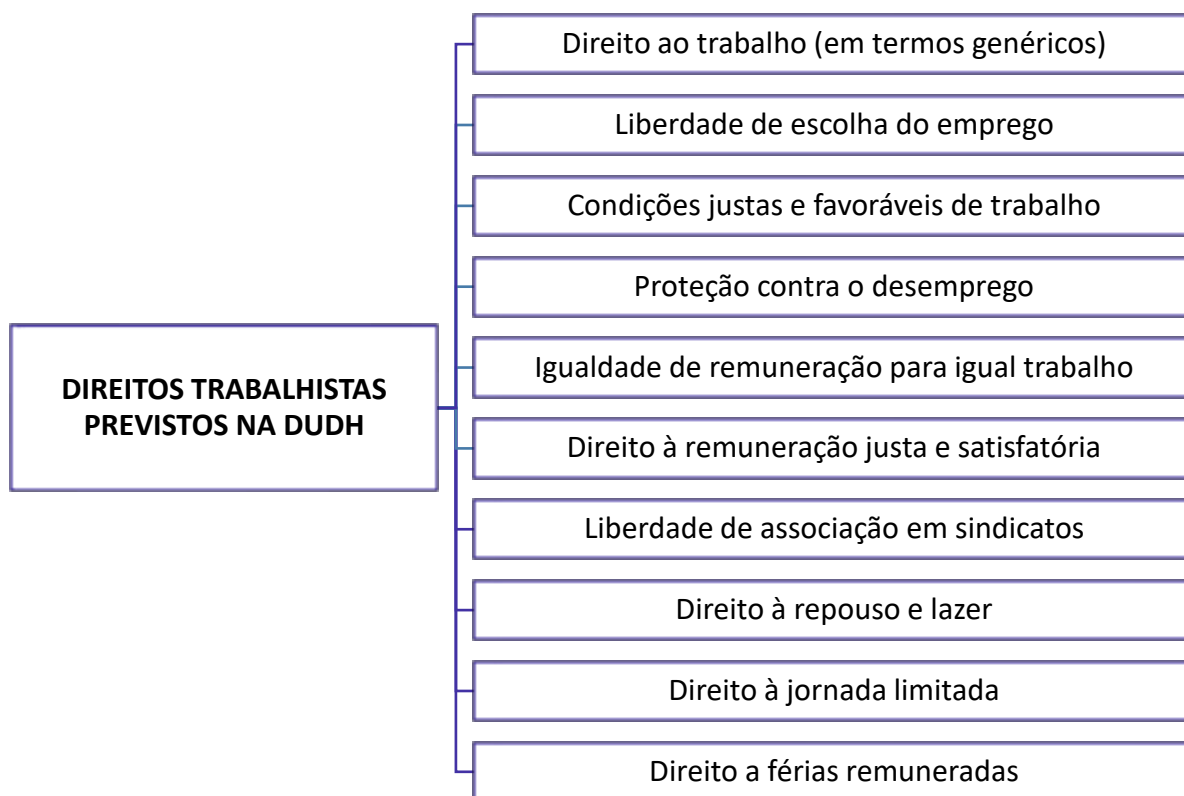 Direito ao trabalho (em termos genéricos)
Liberdade de escolha do emprego
Condições justas e favoráveis de trabalho
Proteção contra o desemprego
Igualdade de remuneração para igual trabalho
DIREITOS TRABALHISTAS
PREVISTOS NA DUDH
Direito à remuneração justa e satisfatória
Liberdade de associação em sindicatos
Direito à repouso e lazer
Direito à jornada limitada
Direito a férias remuneradas